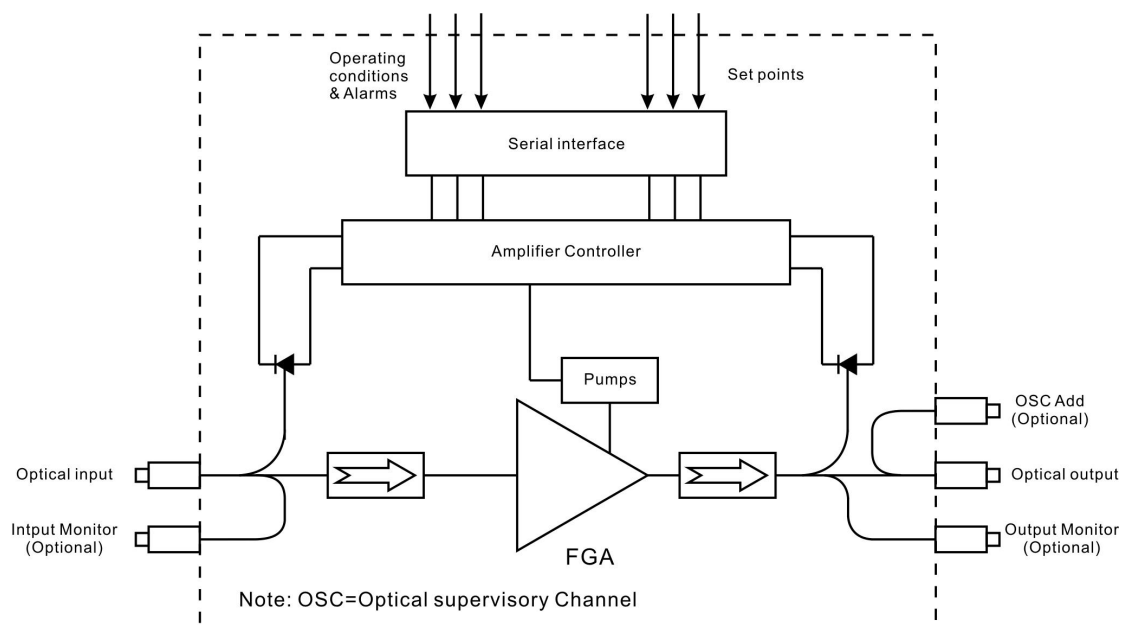 Operating
conditions
& Alarms
Set points
Serial interface
Amplifier Controller
Pumps
OSC Add
(Optional)
Optical input
Optical output
Intput Monitor
(Optional)
Output Monitor
(Optional)
FGA
Note: OSC=Optical supervisory Channel